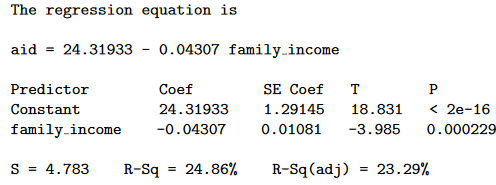 The regression equation is
aid = 24.31933 - 0.04307 family_income
Predictor Coef SE Coef T P
Constant 24.31933 1.29145 18.831 < 2e-16
family_income -0.04307 0.01081 -3.985 0.000229
S = 4.783 R-Sq = 24.86% R-Sq(adj) = 23.29%